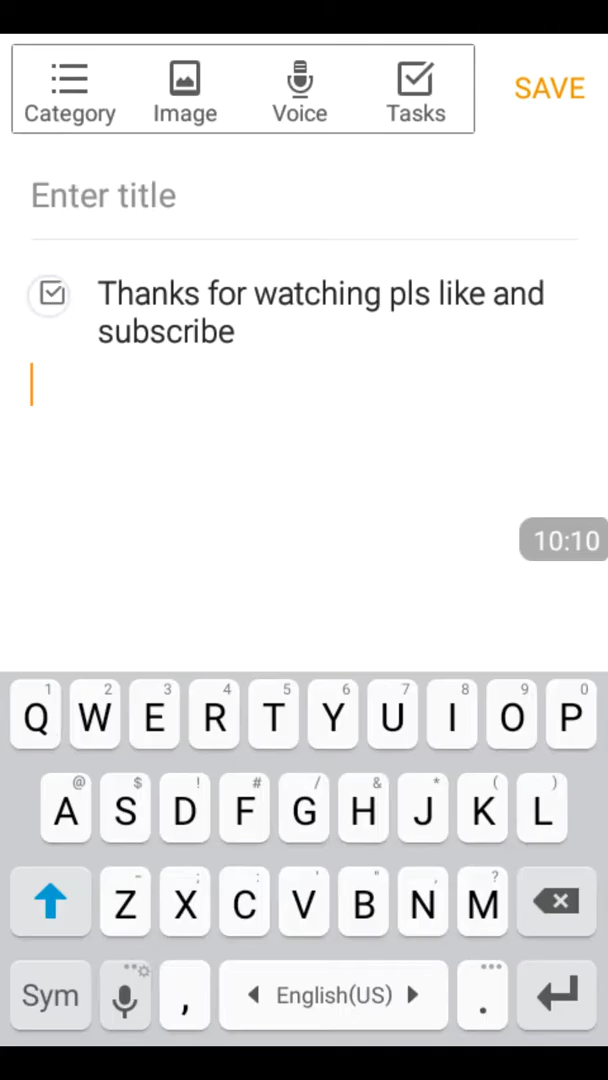 Category Image Voice Tasks SAVE
Enter title
Thanks for watching pls like and
subscribe
10:10
1 2 3 4 5 6 7 8 9 0
Q W E R T Y U I O P
@ $ ! # / & * ( )
A S D F G H J K L
- ; : ' " , ?
Z X C V B N M
Sym , English(US) .